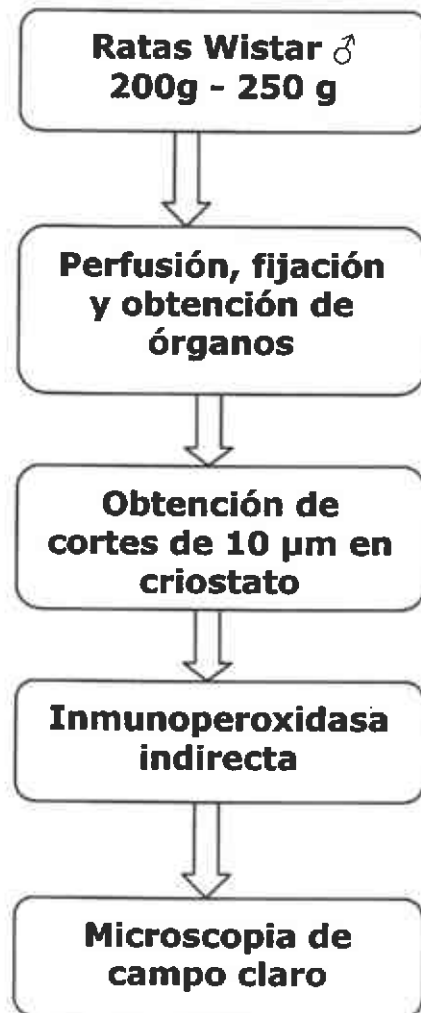 Ratas Wistar ♂
200g - 250 g
Perfusión, fijación
y obtención de
órganos
Obtención de
cortes de 10 µm en
criostato
Inmunoperoxidasa
indirecta
Microscopia de
campo claro